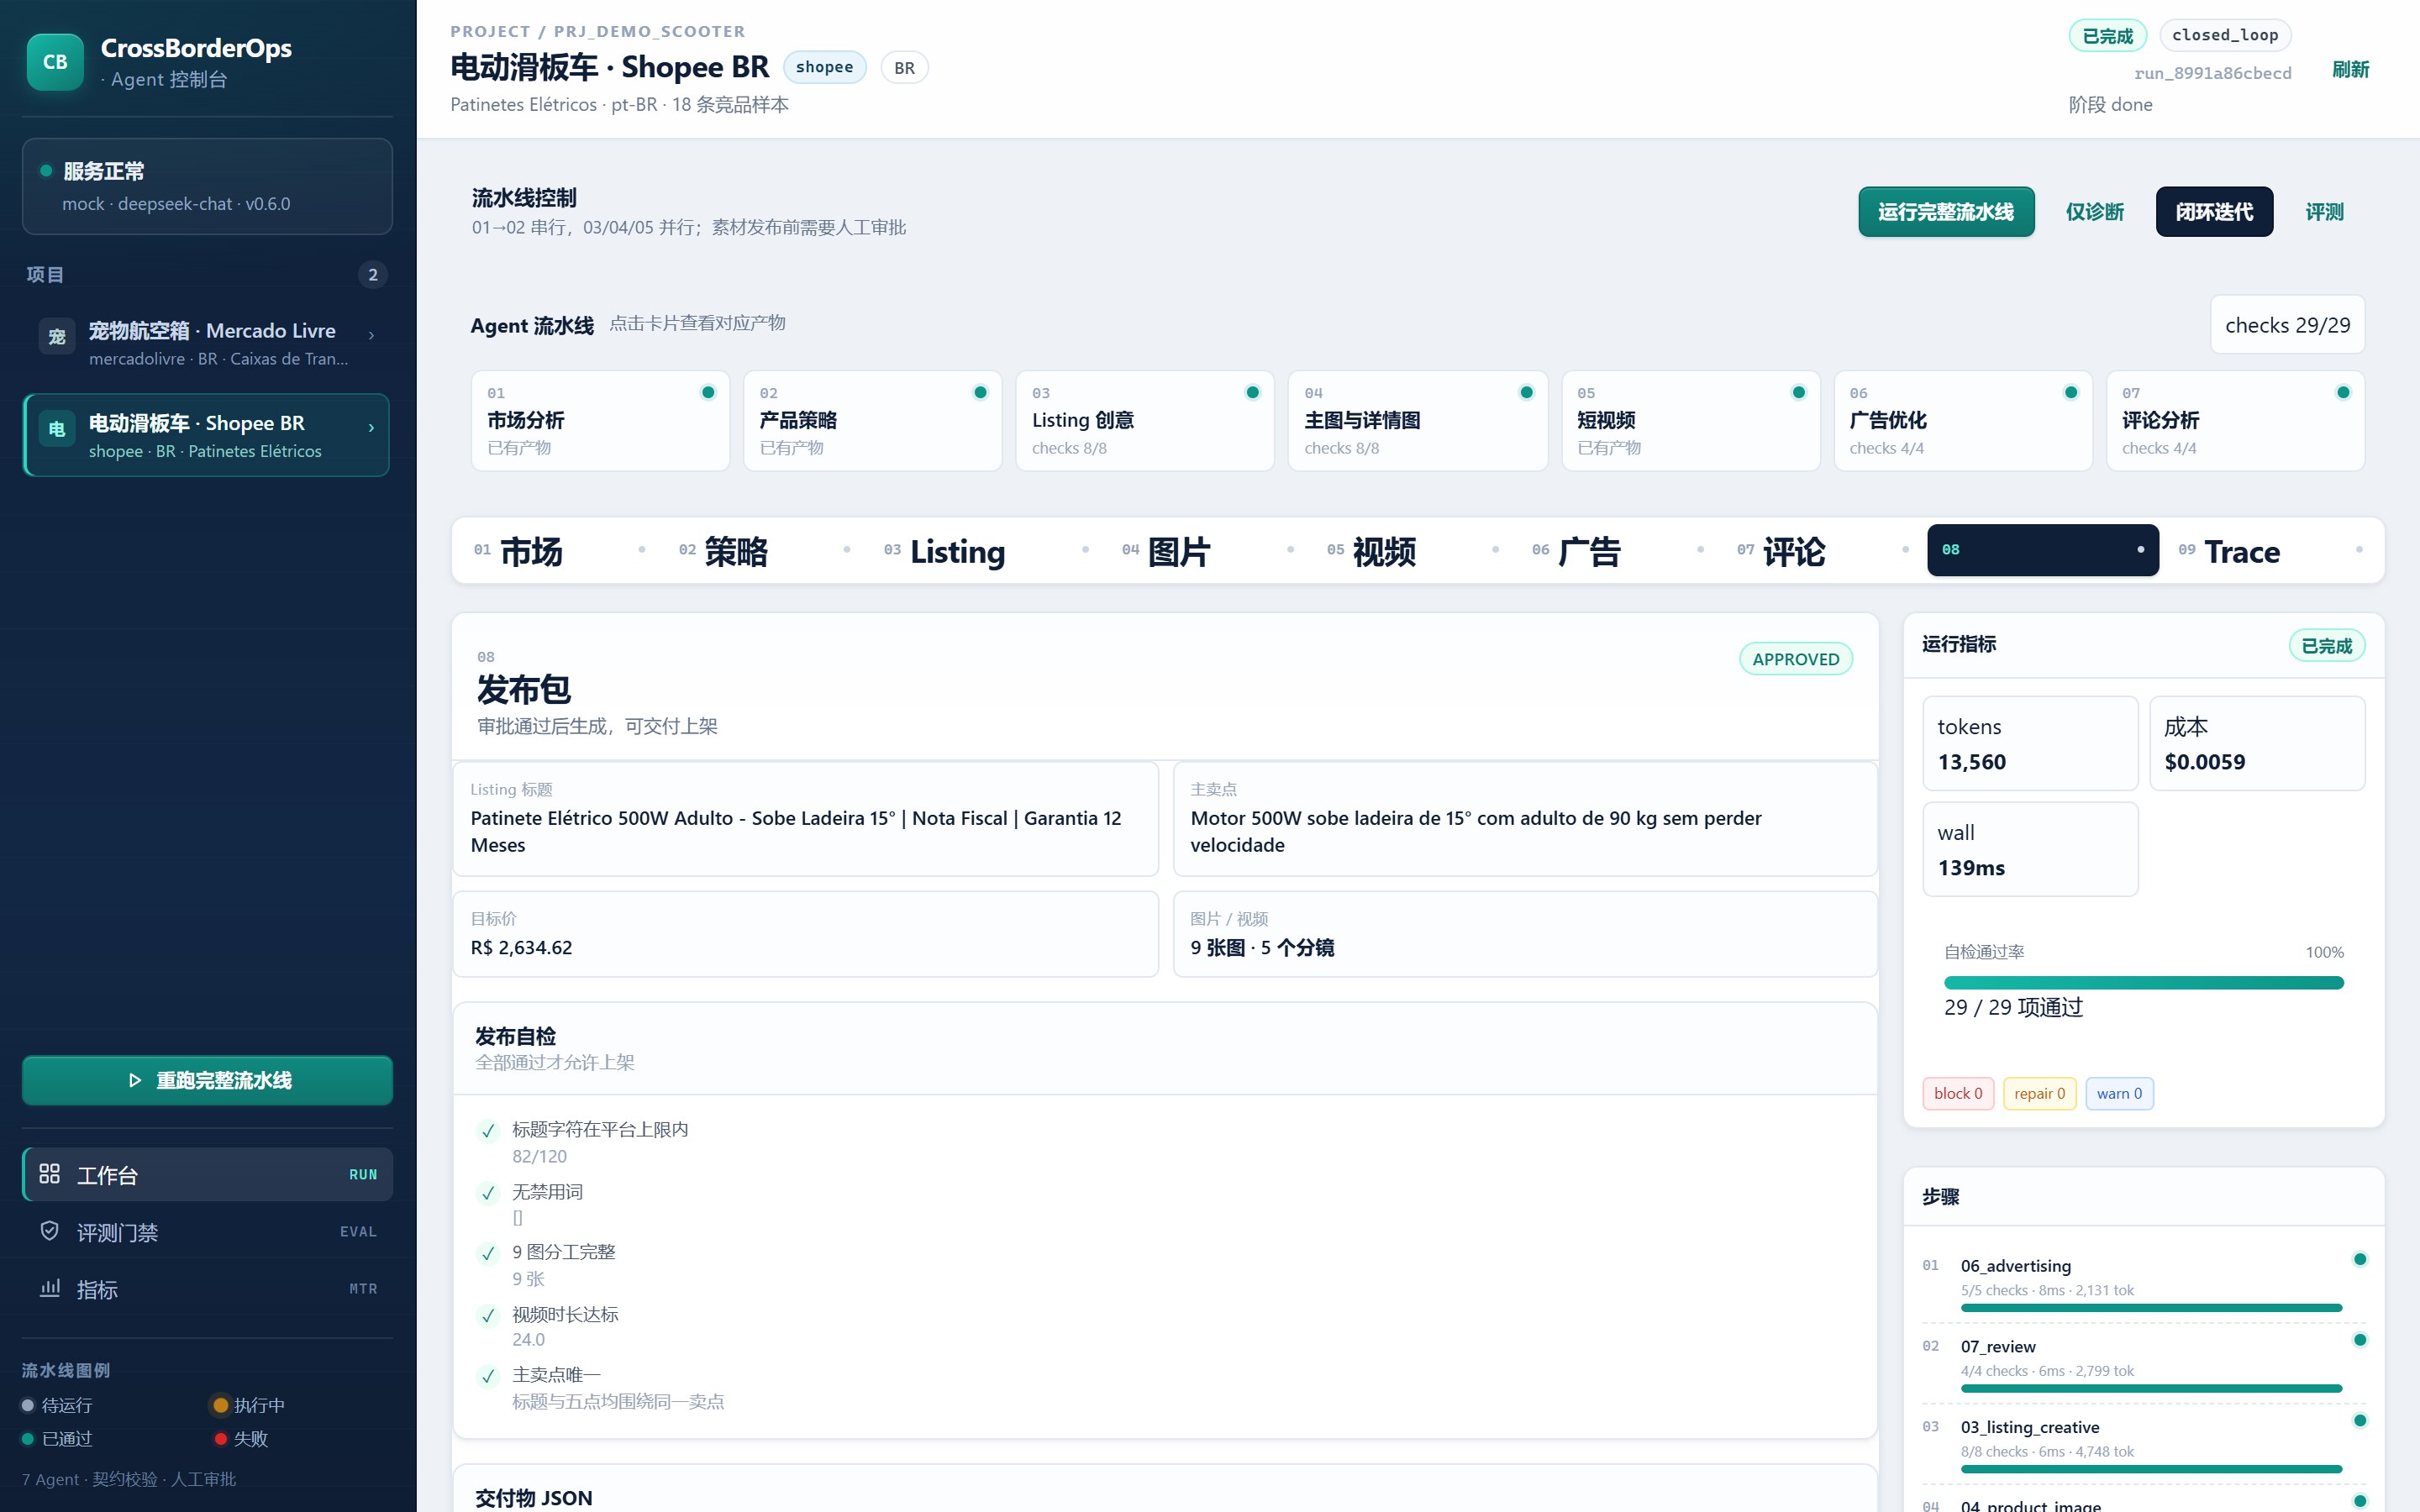 CB
CrossBorderOps
· Agent 控制台
服务正常
mock · deepseek-chat · v0.6.0
项目
2
宠
宠物航空箱 · Mercado Livre
mercadolivre · BR · Caixas de Tran...
电
电动滑板车 · Shopee BR
shopee · BR · Patinetes Elétricos
重跑完整流水线
工作台
RUN
评测门禁
EVAL
指标
MTR
流水线图例
待运行
执行中
已通过
失败
7 Agent · 契约校验 · 人工审批
PROJECT / PRJ_DEMO_SCOOTER
电动滑板车 · Shopee BR
shopee
BR
Patinetes Elétricos · pt-BR · 18 条竞品样本
已完成
closed_loop
run_8991a86cbecd
阶段 done
刷新
流水线控制
01→02 串行，03/04/05 并行；素材发布前需要人工审批
运行完整流水线
仅诊断
闭环迭代
评测
Agent 流水线
点击卡片查看对应产物
checks 29/29
01
市场分析
已有产物
02
产品策略
已有产物
03
Listing 创意
checks 8/8
04
主图与详情图
checks 8/8
05
短视频
已有产物
06
广告优化
checks 4/4
07
评论分析
checks 4/4
01 市场
02 策略
03 Listing
04 图片
05 视频
06 广告
07 评论
08
09 Trace
08
发布包
审批通过后生成，可交付上架
APPROVED
Listing 标题
Patinete Elétrico 500W Adulto - Sobe Ladeira 15° | Nota Fiscal | Garantia 12
Meses
主卖点
Motor 500W sobe ladeira de 15° com adulto de 90 kg sem perder
velocidade
目标价
R$ 2,634.62
图片 / 视频
9 张图 · 5 个分镜
发布自检
全部通过才允许上架
标题字符在平台上限内
82/120
无禁用词
[]
9 图分工完整
9 张
视频时长达标
24.0
主卖点唯一
标题与五点均围绕同一卖点
交付物 JSON
运行指标
已完成
tokens
13,560
成本
$0.0059
wall
139ms
自检通过率
100%
29 / 29 项通过
block 0
repair 0
warn 0
步骤
01
06_advertising
5/5 checks · 8ms · 2,131 tok
02
07_review
4/4 checks · 6ms · 2,799 tok
03
03_listing_creative
8/8 checks · 6ms · 4,748 tok
04
04_product_image